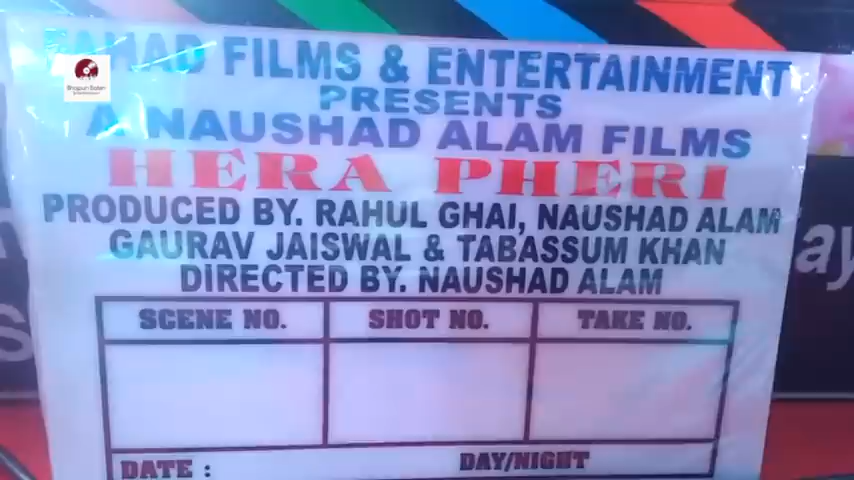 FILMS & ENTERTAINMENT
PRESENTS
A NAUSHAD ALAM FILMS
HERA PHERI
PRODUCED BY. RAHUL GHAI, NAUSHAD ALAM
GAURAV JAISWAL & TABASSUM KHAN
DIRECTED BY. NAUSHAD ALAM
SCENE NO. SHOT NO. TAKE NO.
DATE : DAY/NIGHT